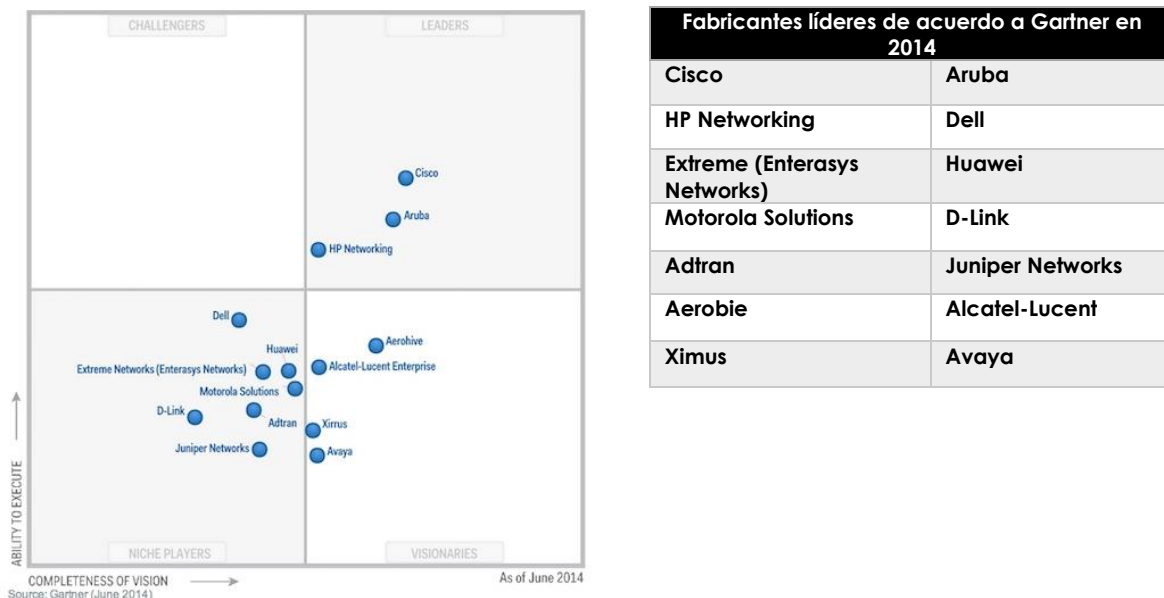 CHALLENGERS
LEADERS
Cisco
Aruba
HP Networking
Dell
Huawei
Aerohive
Extreme Networks (Enterasys Networks)
Alcatel-Lucent Enterprise
Motorola Solutions
D-Link
Adtran
Xirrus
Juniper Networks
Avaya
NICHE PLAYERS
VISIONARIES
ABILITY TO EXECUTE
COMPLETENESS OF VISION
As of June 2014
Source: Gartner (June 2014)
Fabricantes líderes de acuerdo a Gartner en
2014
Cisco
Aruba
HP Networking
Dell
Extreme (Enterasys
Networks)
Huawei
Motorola Solutions
D-Link
Adtran
Juniper Networks
Aerobie
Alcatel-Lucent
Ximus
Avaya